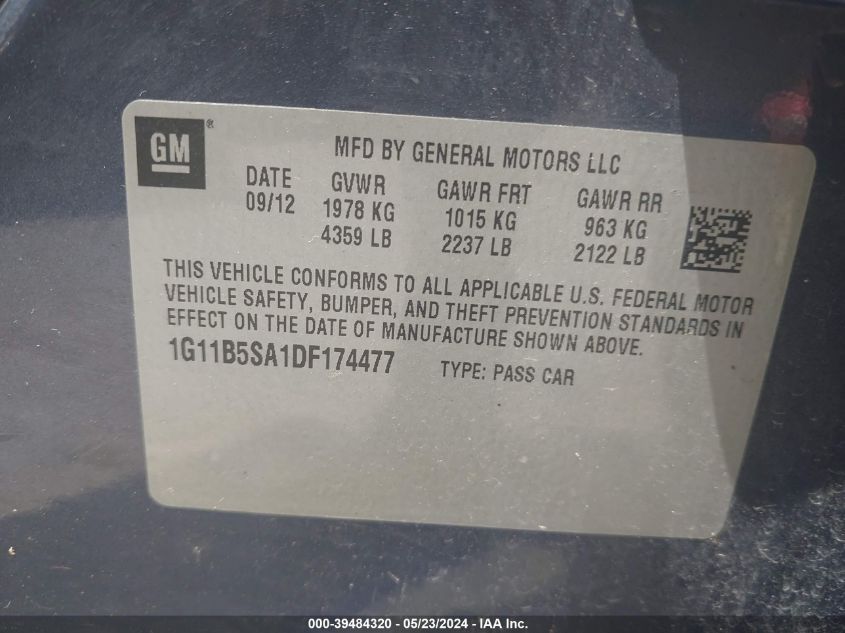 GM ®
MFD BY GENERAL MOTORS LLC
DATE GVWR GAWR FRT GAWR RR
09/12 1978 KG 1015 KG 963 KG
4359 LB 2237 LB 2122 LB
THIS VEHICLE CONFORMS TO ALL APPLICABLE U.S. FEDERAL MOTOR
VEHICLE SAFETY, BUMPER, AND THEFT PREVENTION STANDARDS IN
EFFECT ON THE DATE OF MANUFACTURE SHOWN ABOVE.
1G11B5SA1DF174477 TYPE: PASS CAR
000-39484320 / 05/23/2024 / IAA Inc.